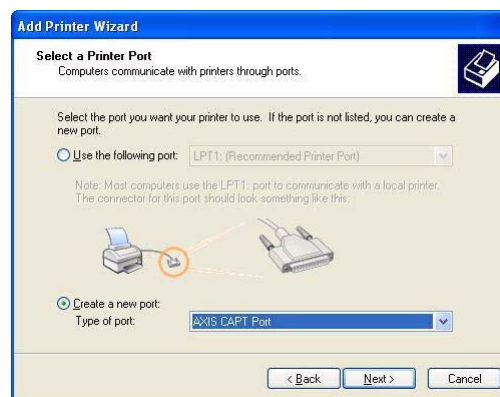 Add Printer Wizard
Select a Printer Port
Computers communicate with printers through ports.
Select the port you want your printer to use. If the port is not listed, you can create a
new port.
Use the following port: LPT1: (Recommended Printer Port)
Note: Most computers use the LPT1: port to communicate with a local printer.
The connector for this port should look something like this:
Create a new port:
Type of port: AXIS CAPT Port
< Back Next > Cancel